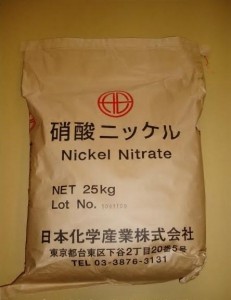 硝酸ニッケル
Nickel Nitrate
NET 25kg
Lot No.
日本化学産業株式会社
東京都台東区下谷2丁目20番5号
TEL 03-3876-3131